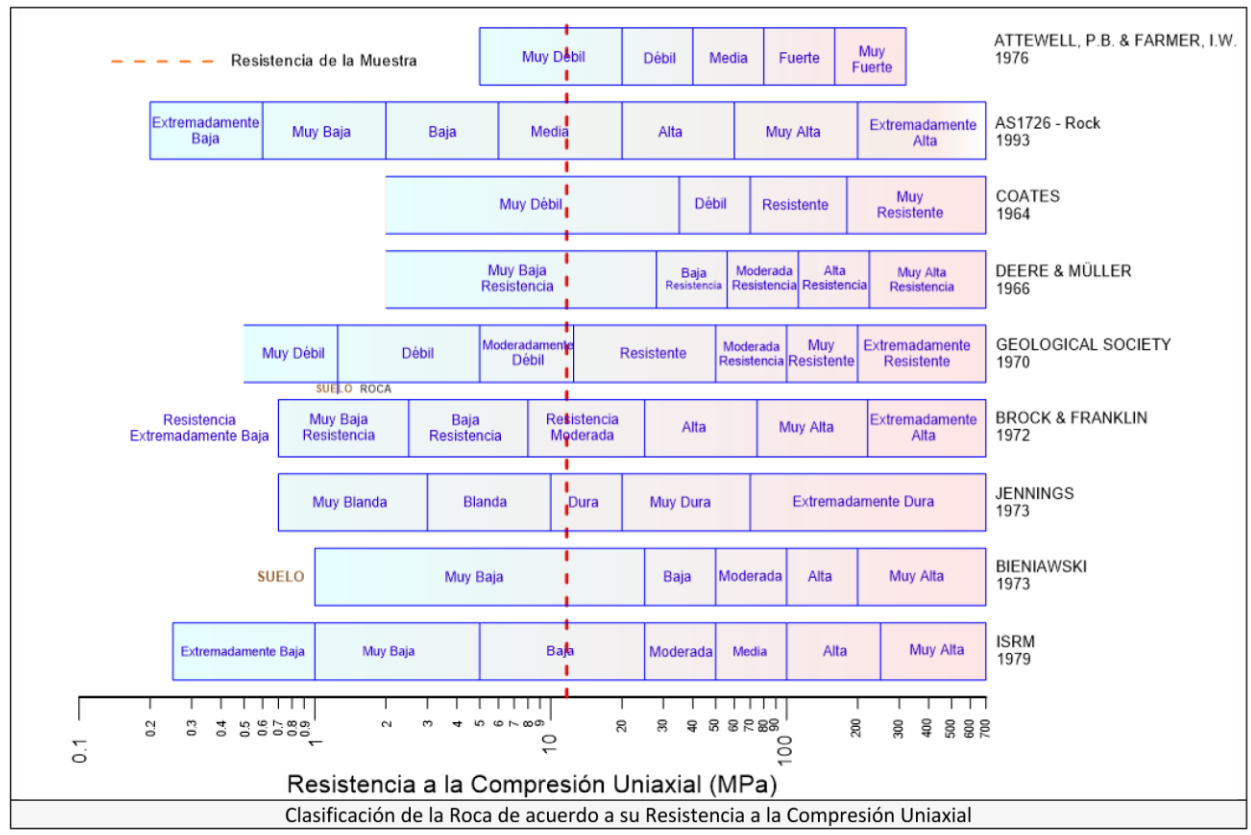 Resistencia de la Muestra
Muy Débil
Débil
Media
Fuerte
Muy
Fuerte
ATTEWELL, P.B. & FARMER, I.W.
1976
Extremadamente
Baja
Muy Baja
Baja
Media
Alta
Muy Alta
Extremadamente
Alta
AS1726 - Rock
1993
Muy Débil
Débil
Resistente
Muy
Resistente
COATES
1964
Muy Baja
Resistencia
Baja
Resistencia
Moderada
Resistencia
Alta
Resistencia
Muy Alta
Resistencia
DEERE & MÜLLER
1966
Muy Débil
Débil
Moderadamente
Débil
Resistente
Moderada
Resistencia
Muy
Resistente
Extremadamente
Resistente
GEOLOGICAL SOCIETY
1970
SUELO ROCA
Resistencia
Extremadamente Baja
Muy Baja
Resistencia
Baja
Resistencia
Resistencia
Moderada
Alta
Muy Alta
Extremadamente
Alta
BROCK & FRANKLIN
1972
Muy Blanda
Blanda
Dura
Muy Dura
Extremadamente Dura
JENNINGS
1973
SUELO
Muy Baja
Baja
Moderada
Alta
Muy Alta
BIENIAWSKI
1973
Extremadamente Baja
Muy Baja
Baja
Moderada
Media
Alta
Muy Alta
ISRM
1979
0.1
0.2
0.3
0.4
0.5
0.6
0.7
0.8
0.9
1
2
3
4
5
6
7
8
9
10
20
30
40
50
60
70
80
90
100
200
300
400
500
600
700
Resistencia a la Compresión Uniaxial (MPa)
Clasificación de la Roca de acuerdo a su Resistencia a la Compresión Uniaxial